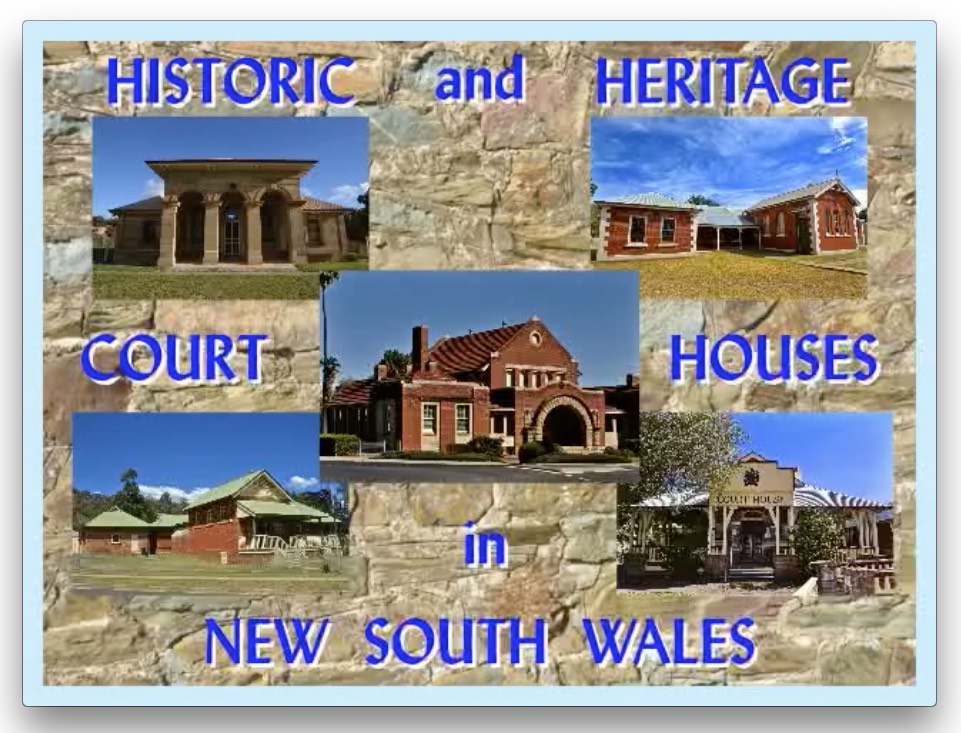 HISTORIC and HERITAGE
COURT HOUSES
COURT HOUSE
in
NEW SOUTH WALES